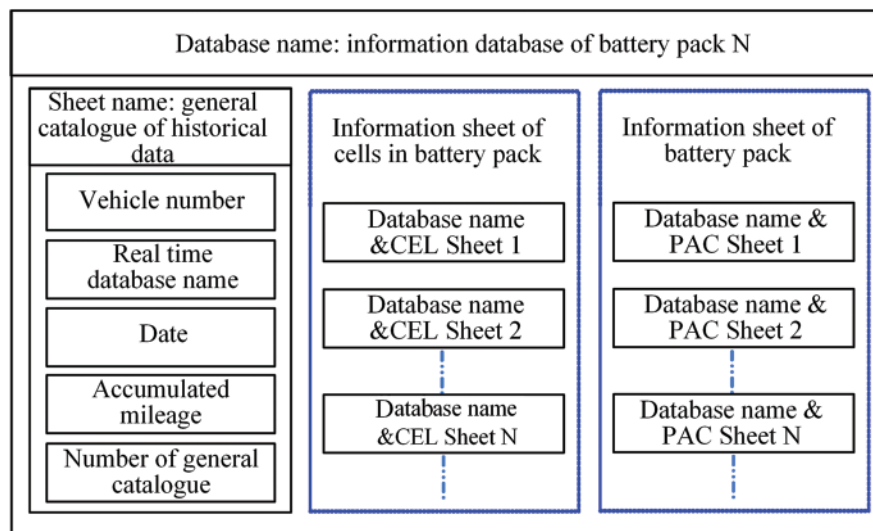 Database name: information database of battery pack N
Sheet name: general
catalogue of historical
data
Vehicle number
Real time
database name
Date
Accumulated
mileage
Number of general
catalogue
Information sheet of
cells in battery pack
Database name
&CEL Sheet 1
Database name
&CEL Sheet 2
Database name
&CEL Sheet N
Information sheet of
battery pack
Database name &
PAC Sheet 1
Database name &
PAC Sheet 2
Database name &
PAC Sheet N